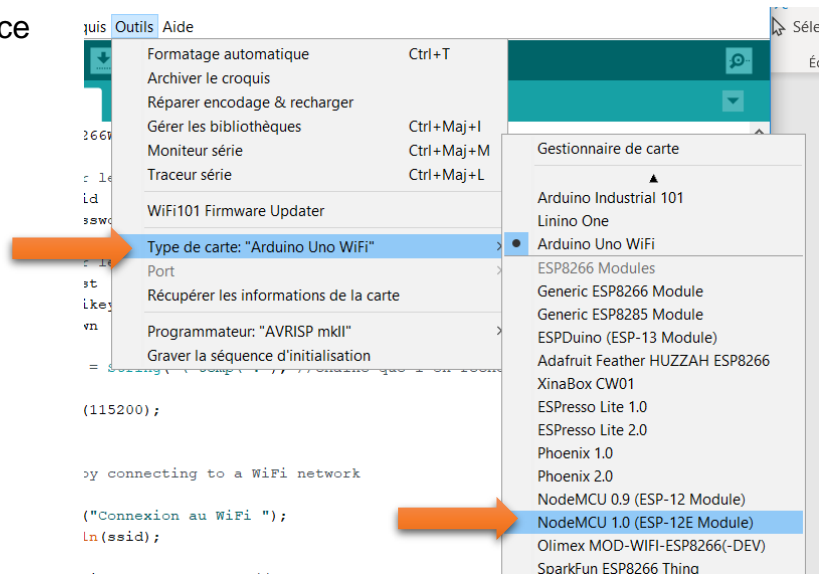 ce
quis Outils Aide
Séle
Formatage automatique Ctrl+T
Archiver le croquis
Réparer encodage & recharger
Gérer les bibliothèques Ctrl+Maj+I
Moniteur série Ctrl+Maj+M
Traceur série Ctrl+Maj+L
WiFi101 Firmware Updater
Type de carte: "Arduino Uno WiFi"
Port
Récupérer les informations de la carte
Programmateur: "AVRISP mkII"
Graver la séquence d'initialisation
Gestionnaire de carte
Arduino Industrial 101
Linino One
Arduino Uno WiFi
ESP8266 Modules
Generic ESP8266 Module
Generic ESP8285 Module
ESPDuino (ESP-13 Module)
Adafruit Feather HUZZAH ESP8266
XinaBox CW01
ESPresso Lite 1.0
ESPresso Lite 2.0
Phoenix 1.0
Phoenix 2.0
NodeMCU 0.9 (ESP-12 Module)
NodeMCU 1.0 (ESP-12E Module)
Olimex MOD-WIFI-ESP8266(-DEV)
SparkFun ESP8266 Thing
(115200);
by connecting to a WiFi network
("Connexion au WiFi ");
ln(ssid);